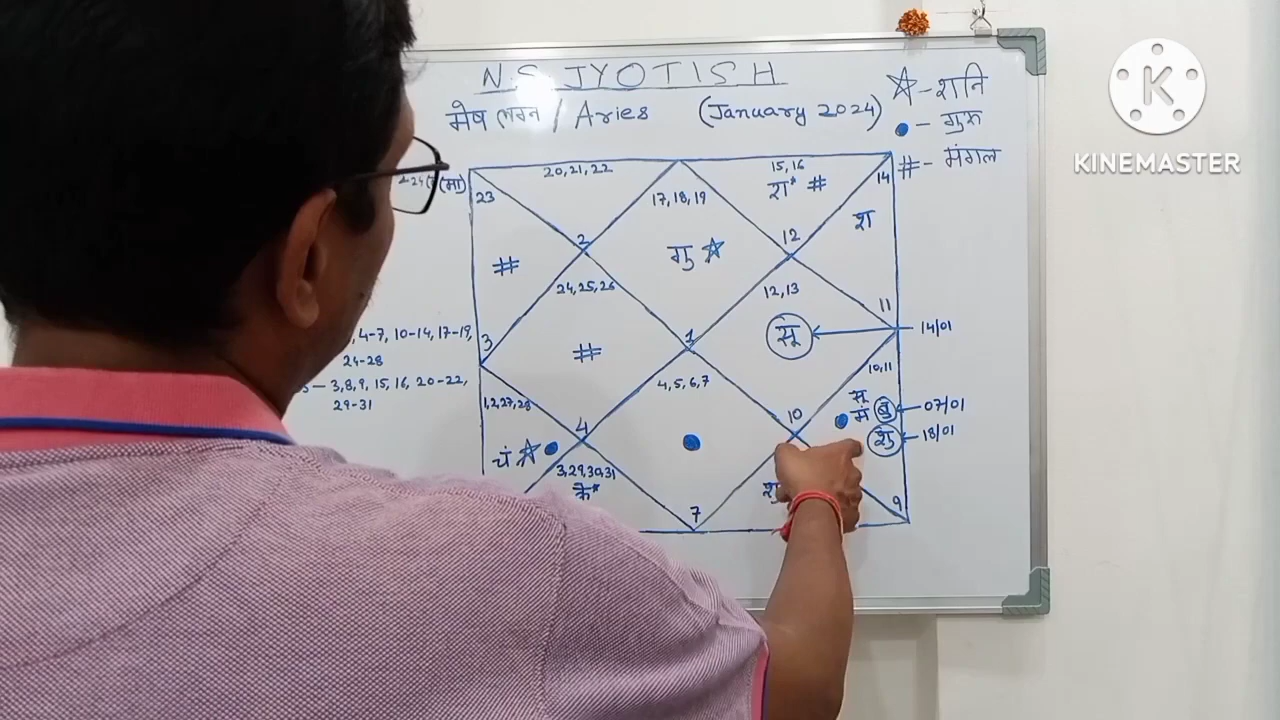 N.S JYOTISH
मेष लग्न / Aries (January 2024)
☆ - शनि
● - गुरु
# - मंगल
KINEMASTER
20, 21, 22
15, 16
23
17, 18, 19
श* #
14
श
2
12
#
गु ☆
24, 25, 26
12, 13
11
सू
14/01
3
1
4-7, 10-14, 17-19,
24-28
#
3, 8, 9, 15, 16, 20-22,
29-31
1, 2, 27, 28
4, 5, 6, 7
10, 11
सू
मं बु
07/01
शु
18/01
4
10
चं ☆ ●
3, 29, 30, 31
के*
7
9